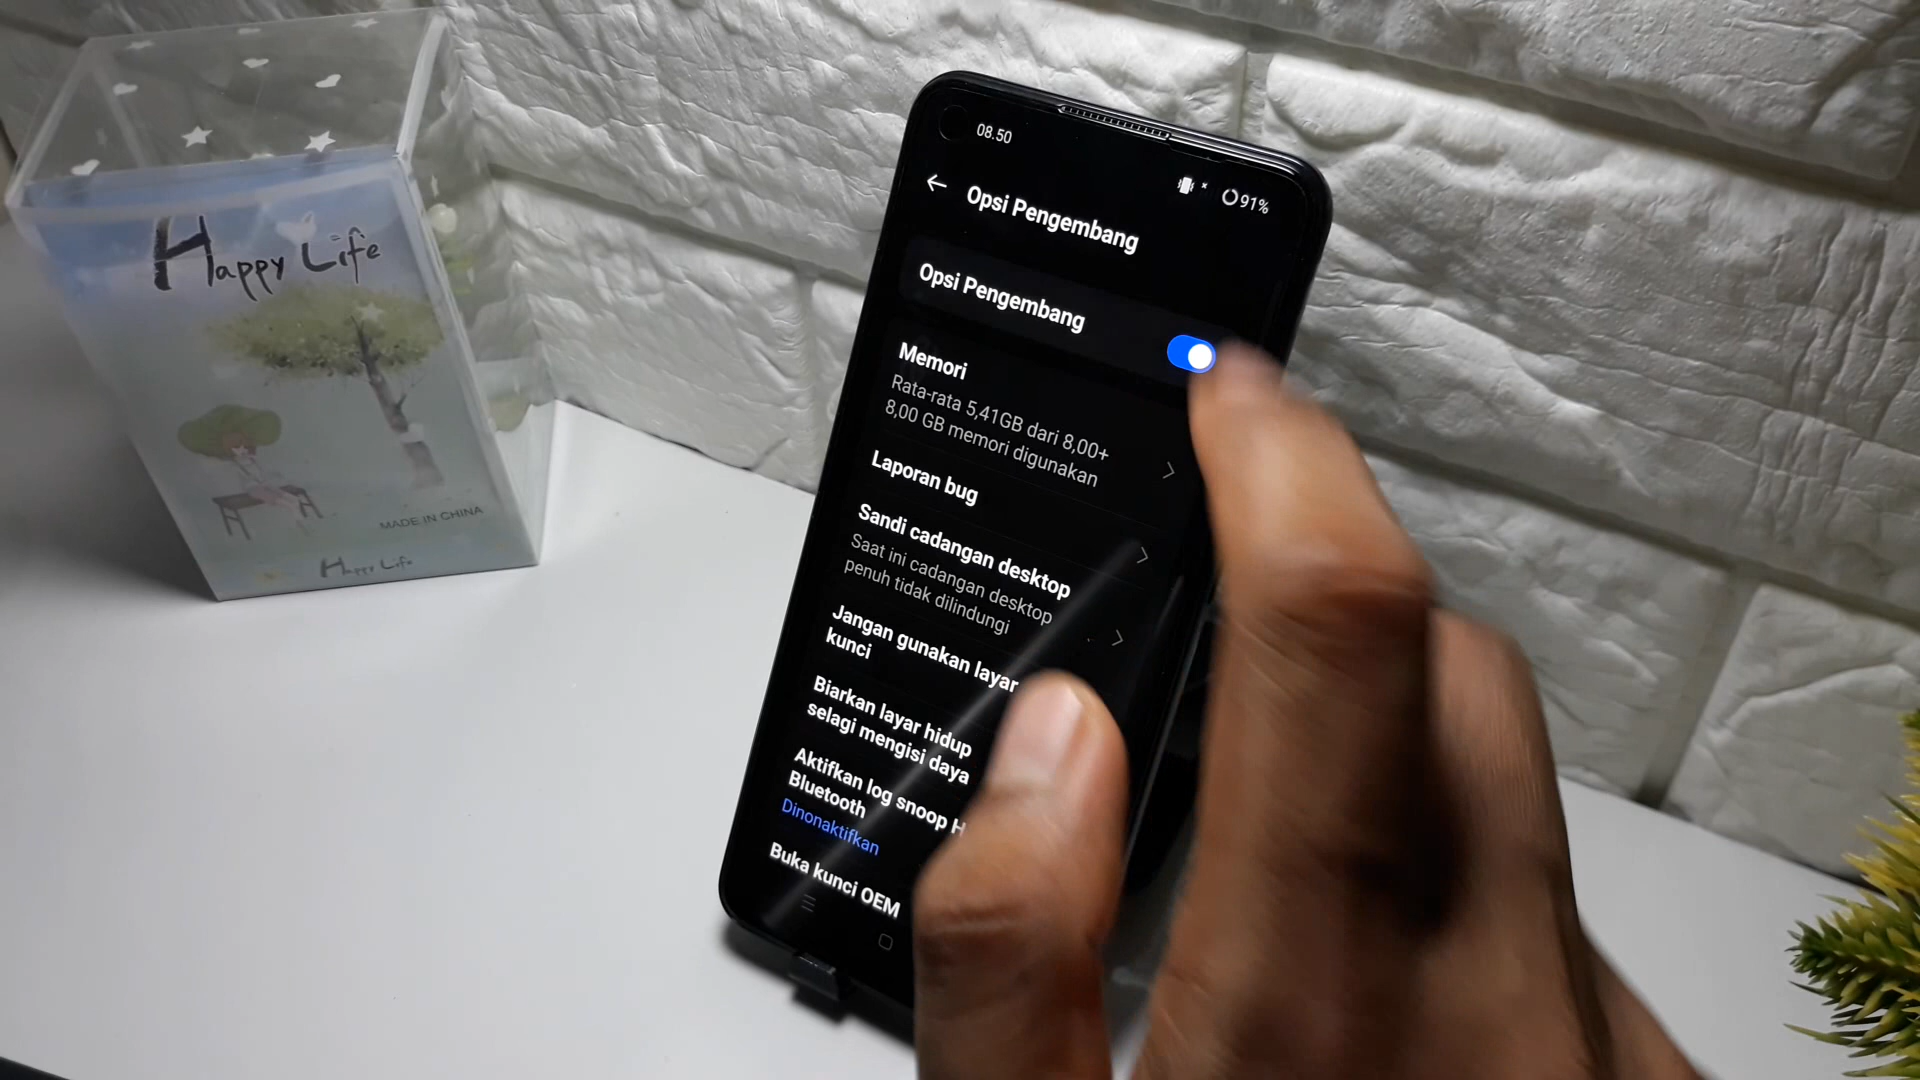 Happy Life
MADE IN CHINA
Happy Life
08.50
91%
Opsi Pengembang
Opsi Pengembang
Memori
Rata-rata 5,41GB dari 8,00+
8,00 GB memori digunakan
Laporan bug
Sandi cadangan desktop
Saat ini cadangan desktop
penuh tidak dilindungi
Jangan gunakan layar
kunci
Biarkan layar hidup
selagi mengisi daya
Aktifkan log snoop H
Bluetooth
Dinonaktifkan
Buka kunci OEM